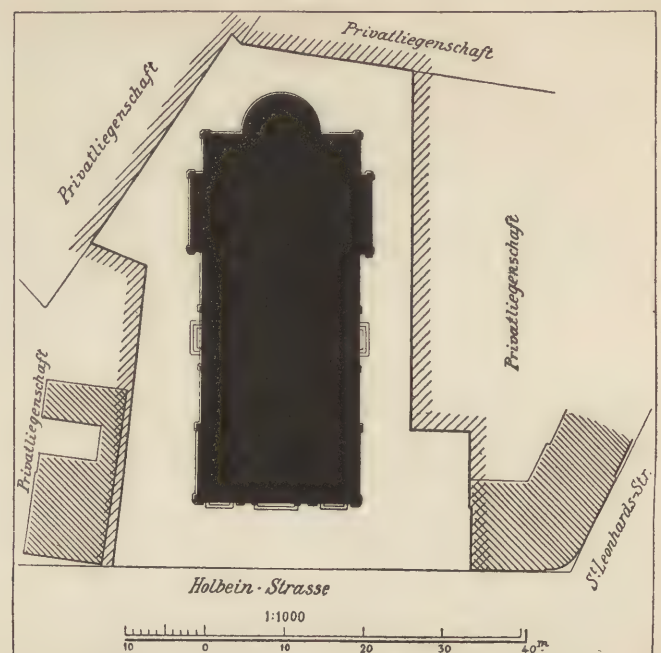 Privatliegenschaft
Privatliegenschaft
Privatliegenschaft
Privatliegenschaft
St. Leonhards-Str.
Holbein-Strasse
1:1000
10 0 10 20 30 40 m.